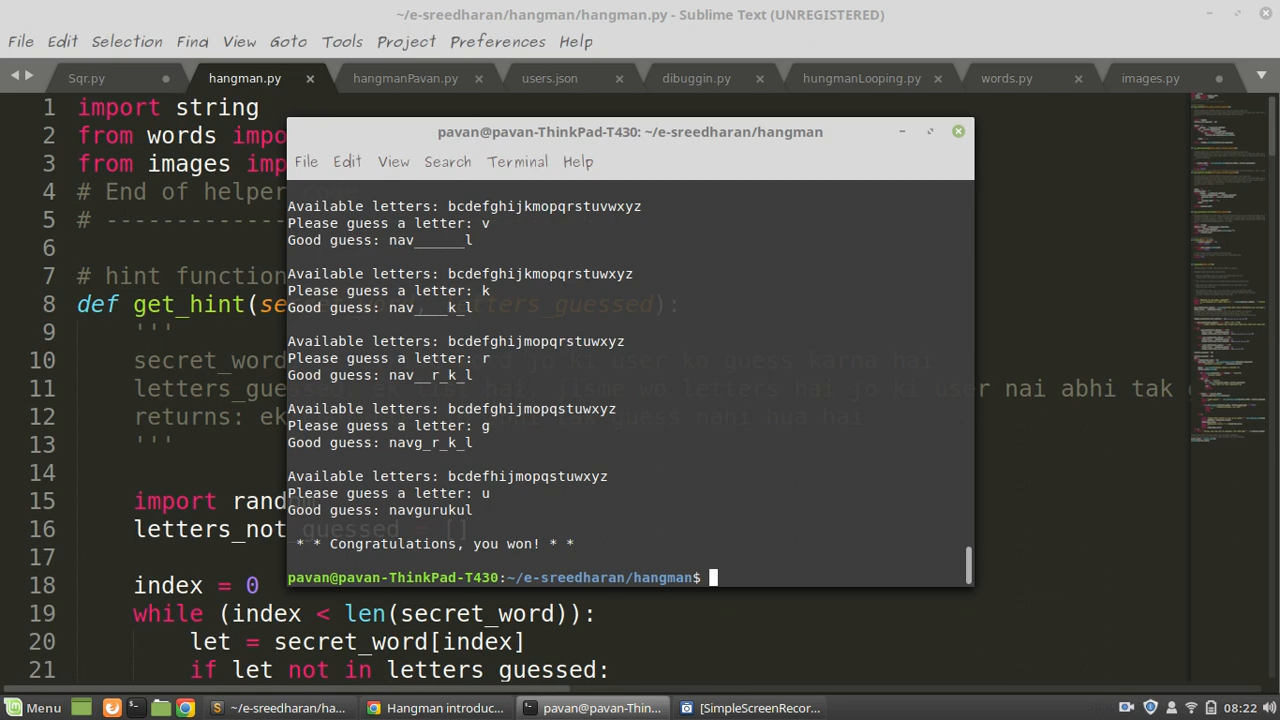 ~/e-sreedharan/hangman/hangman.py - Sublime Text (UNREGISTERED)
File Edit Selection Find View Goto Tools Project Preferences Help
Sqr.py hangman.py hangmanPavan.py users.json dibuggin.py hungmanLooping.py words.py images.py
1 import string
2 from words impo
3 from images imp
4 # End of helper
5 # -------------
6
7 # hint function
8 def get_hint(se letters_guessed):
9 '''
10 secret_word user ko guess karna hai
11 letters_gue jisme wo letters hai jo ki user nai abhi tak
12 returns: ek guess sahi hai
13 '''
14
15 import rand
16 letters_not_guessed = []
17
18 index = 0
19 while (index < len(secret_word)):
20 let = secret_word[index]
21 if let not in letters_guessed:
pavan@pavan-ThinkPad-T430: ~/e-sreedharan/hangman
File Edit View Search Terminal Help
Available letters: bcdefghijkmopqrstuvwxyz
Please guess a letter: v
Good guess: nav______l
Available letters: bcdefghijkmopqrstuwxyz
Please guess a letter: k
Good guess: nav____k_l
Available letters: bcdefghijmopqrstuwxyz
Please guess a letter: r
Good guess: nav__r_k_l
Available letters: bcdefghijmopqstuwxyz
Please guess a letter: g
Good guess: navg_r_k_l
Available letters: bcdefhijmopqstuwxyz
Please guess a letter: u
Good guess: navgurukul
* * Congratulations, you won! * *
pavan@pavan-ThinkPad-T430:~/e-sreedharan/hangman$
Menu ~/e-sreedharan/ha... Hangman introduc... pavan@pavan-Thin... [SimpleScreenRecor... 08:22